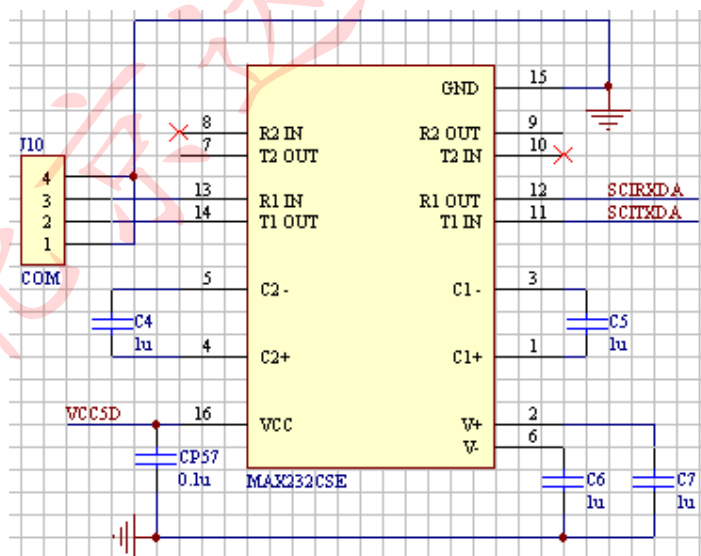 GND 15
8 R2 IN R2 OUT 9
7 T2 OUT T2 IN 10
J10
4
3 13 R1 IN R1 OUT 12 SCIRXDA
2 14 T1 OUT T1 IN 11 SCITXDA
1
COM
5 C2- C1- 3
C4 C5
1u 1u
4 C2+ C1+ 1
VCC5D 16 VCC V+ 2
V- 6
CP57
0.1u
MAX232CSE
C6 C7
1u 1u